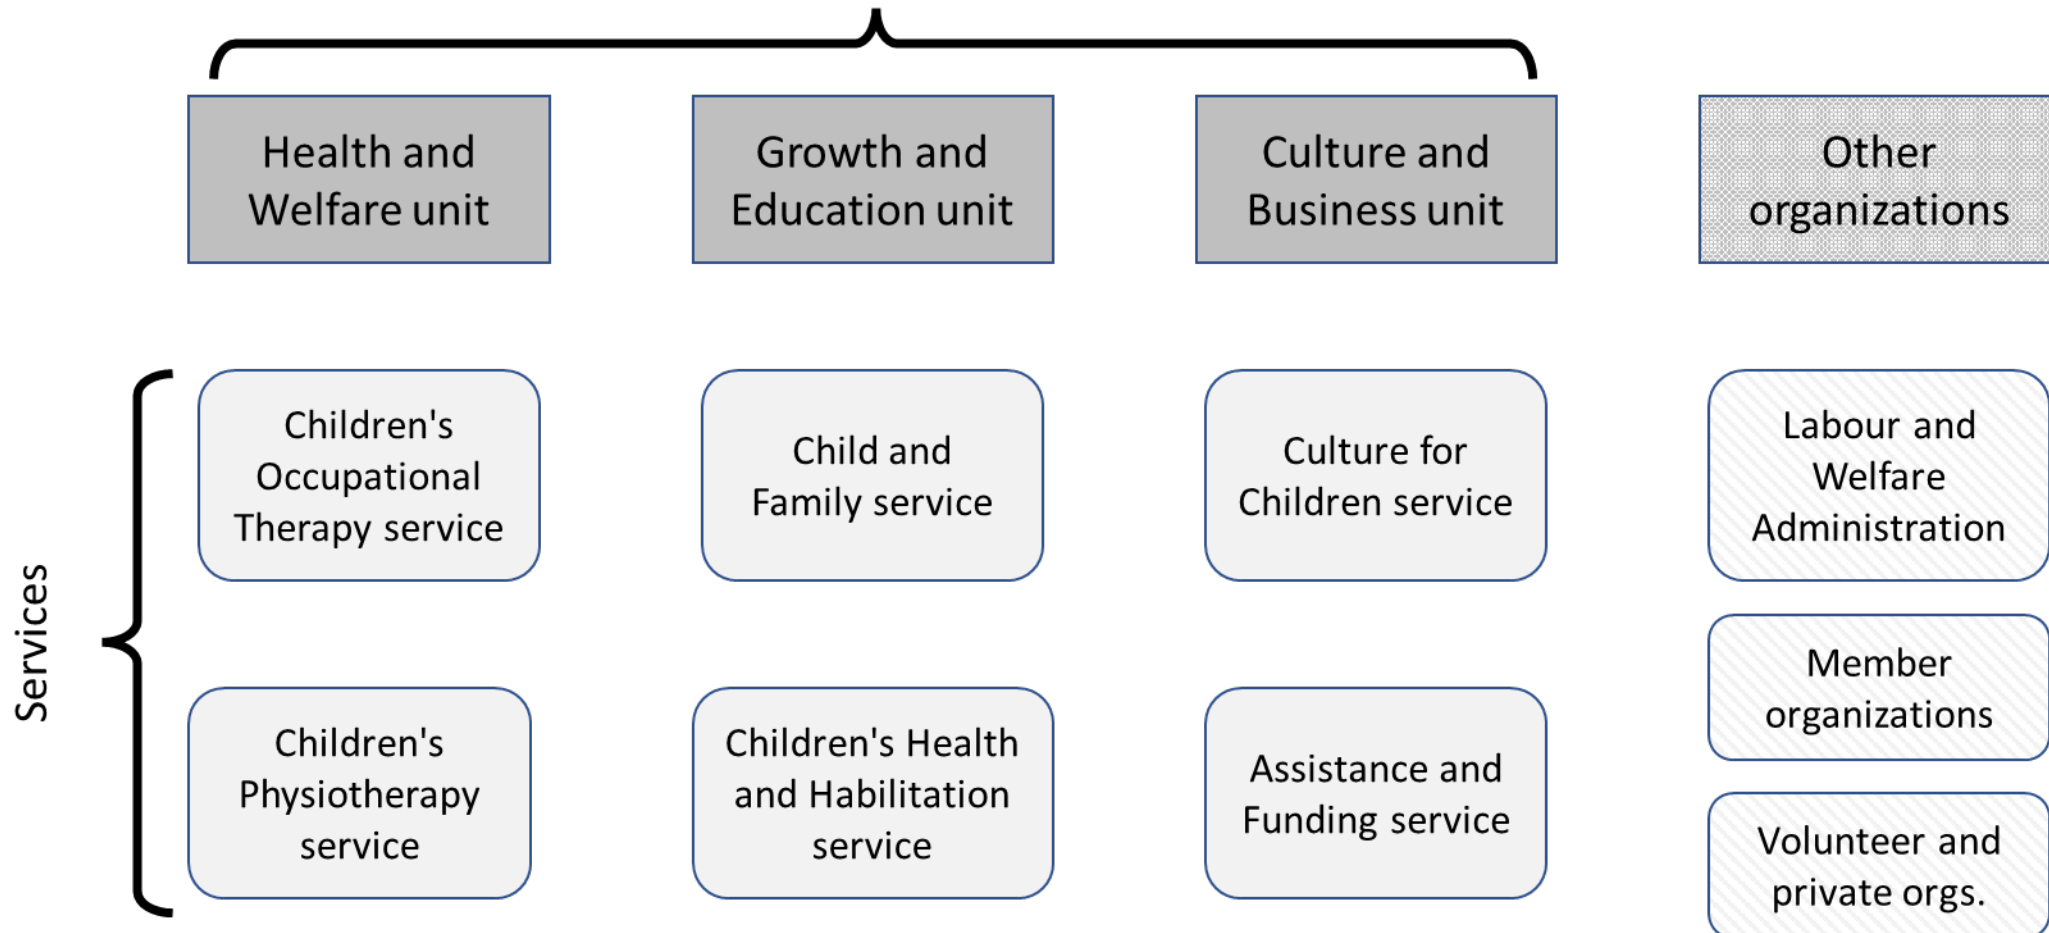 Health and
Welfare unit
Growth and
Education unit
Culture and
Business unit
Other
organizations
Services
Children's
Occupational
Therapy service
Child and
Family service
Culture for
Children service
Labour and
Welfare
Administration
Member
organizations
Children's
Physiotherapy
service
Children's Health
and Habilitation
service
Assistance and
Funding service
Volunteer and
private orgs.